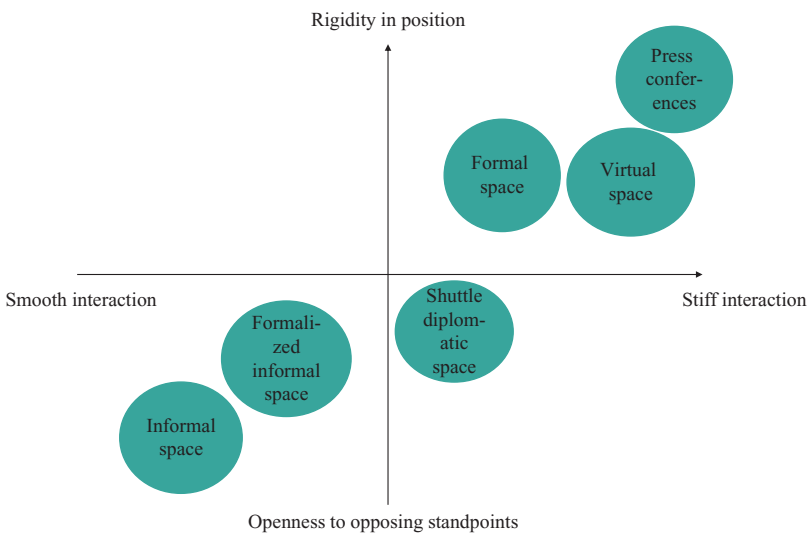 Rigidity in position
Press
confer-
ences
Formal
space
Virtual
space
Smooth interaction
Stiff interaction
Shuttle
diplom-
atic
space
Formali-
zed
informal
space
Informal
space
Openness to opposing standpoints